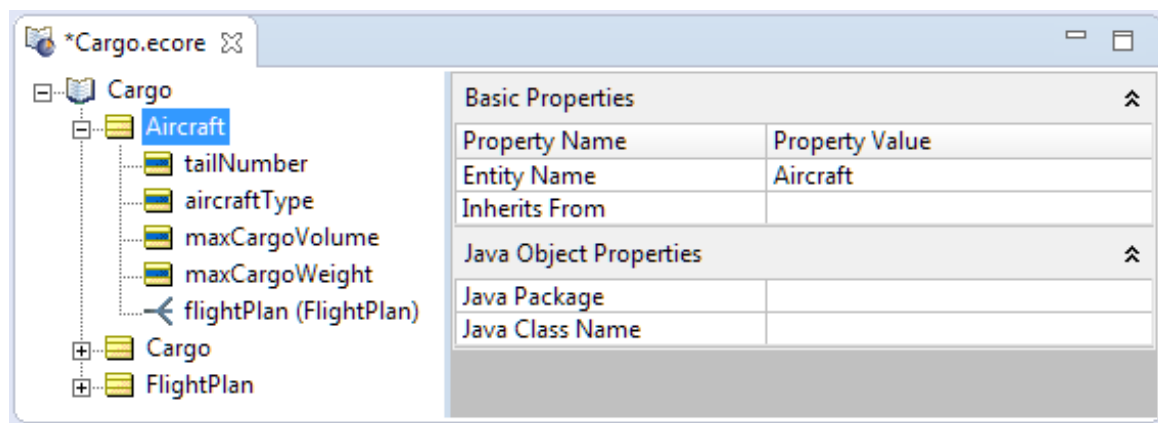 *Cargo.ecore
Cargo
Aircraft
tailNumber
aircraftType
maxCargoVolume
maxCargoWeight
flightPlan (FlightPlan)
Cargo
FlightPlan
Basic Properties
Property Name Property Value
Entity Name Aircraft
Inherits From
Java Object Properties
Java Package
Java Class Name